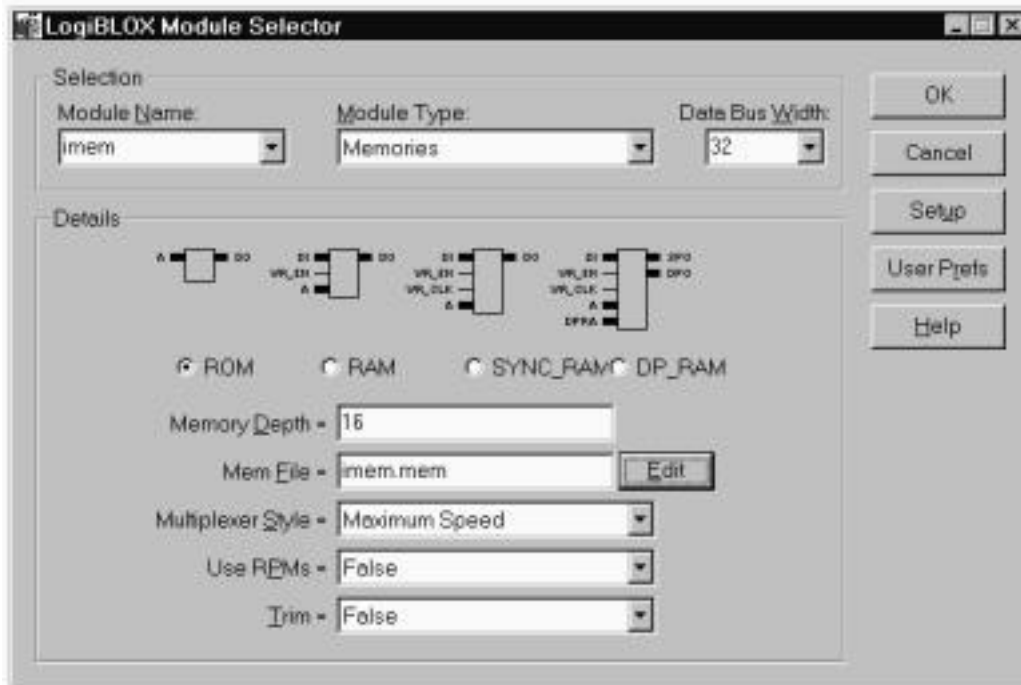 LogiBLOX Module Selector
Selection
Module Name: Module Type: Data Bus Width:
imem Memories 32
OK
Cancel
Setup
User Prefs
Help
Details
A DO DI DO DI DO DI SPO
WR_EN WR_EN WR_EN DPO
A WR_CLK WR_CLK
A A
DPRA
ROM RAM SYNC_RAM DP_RAM
Memory Depth = 16
Mem File = imem.mem Edit
Multiplexer Style = Maximum Speed
Use RPMs = False
Trim = False